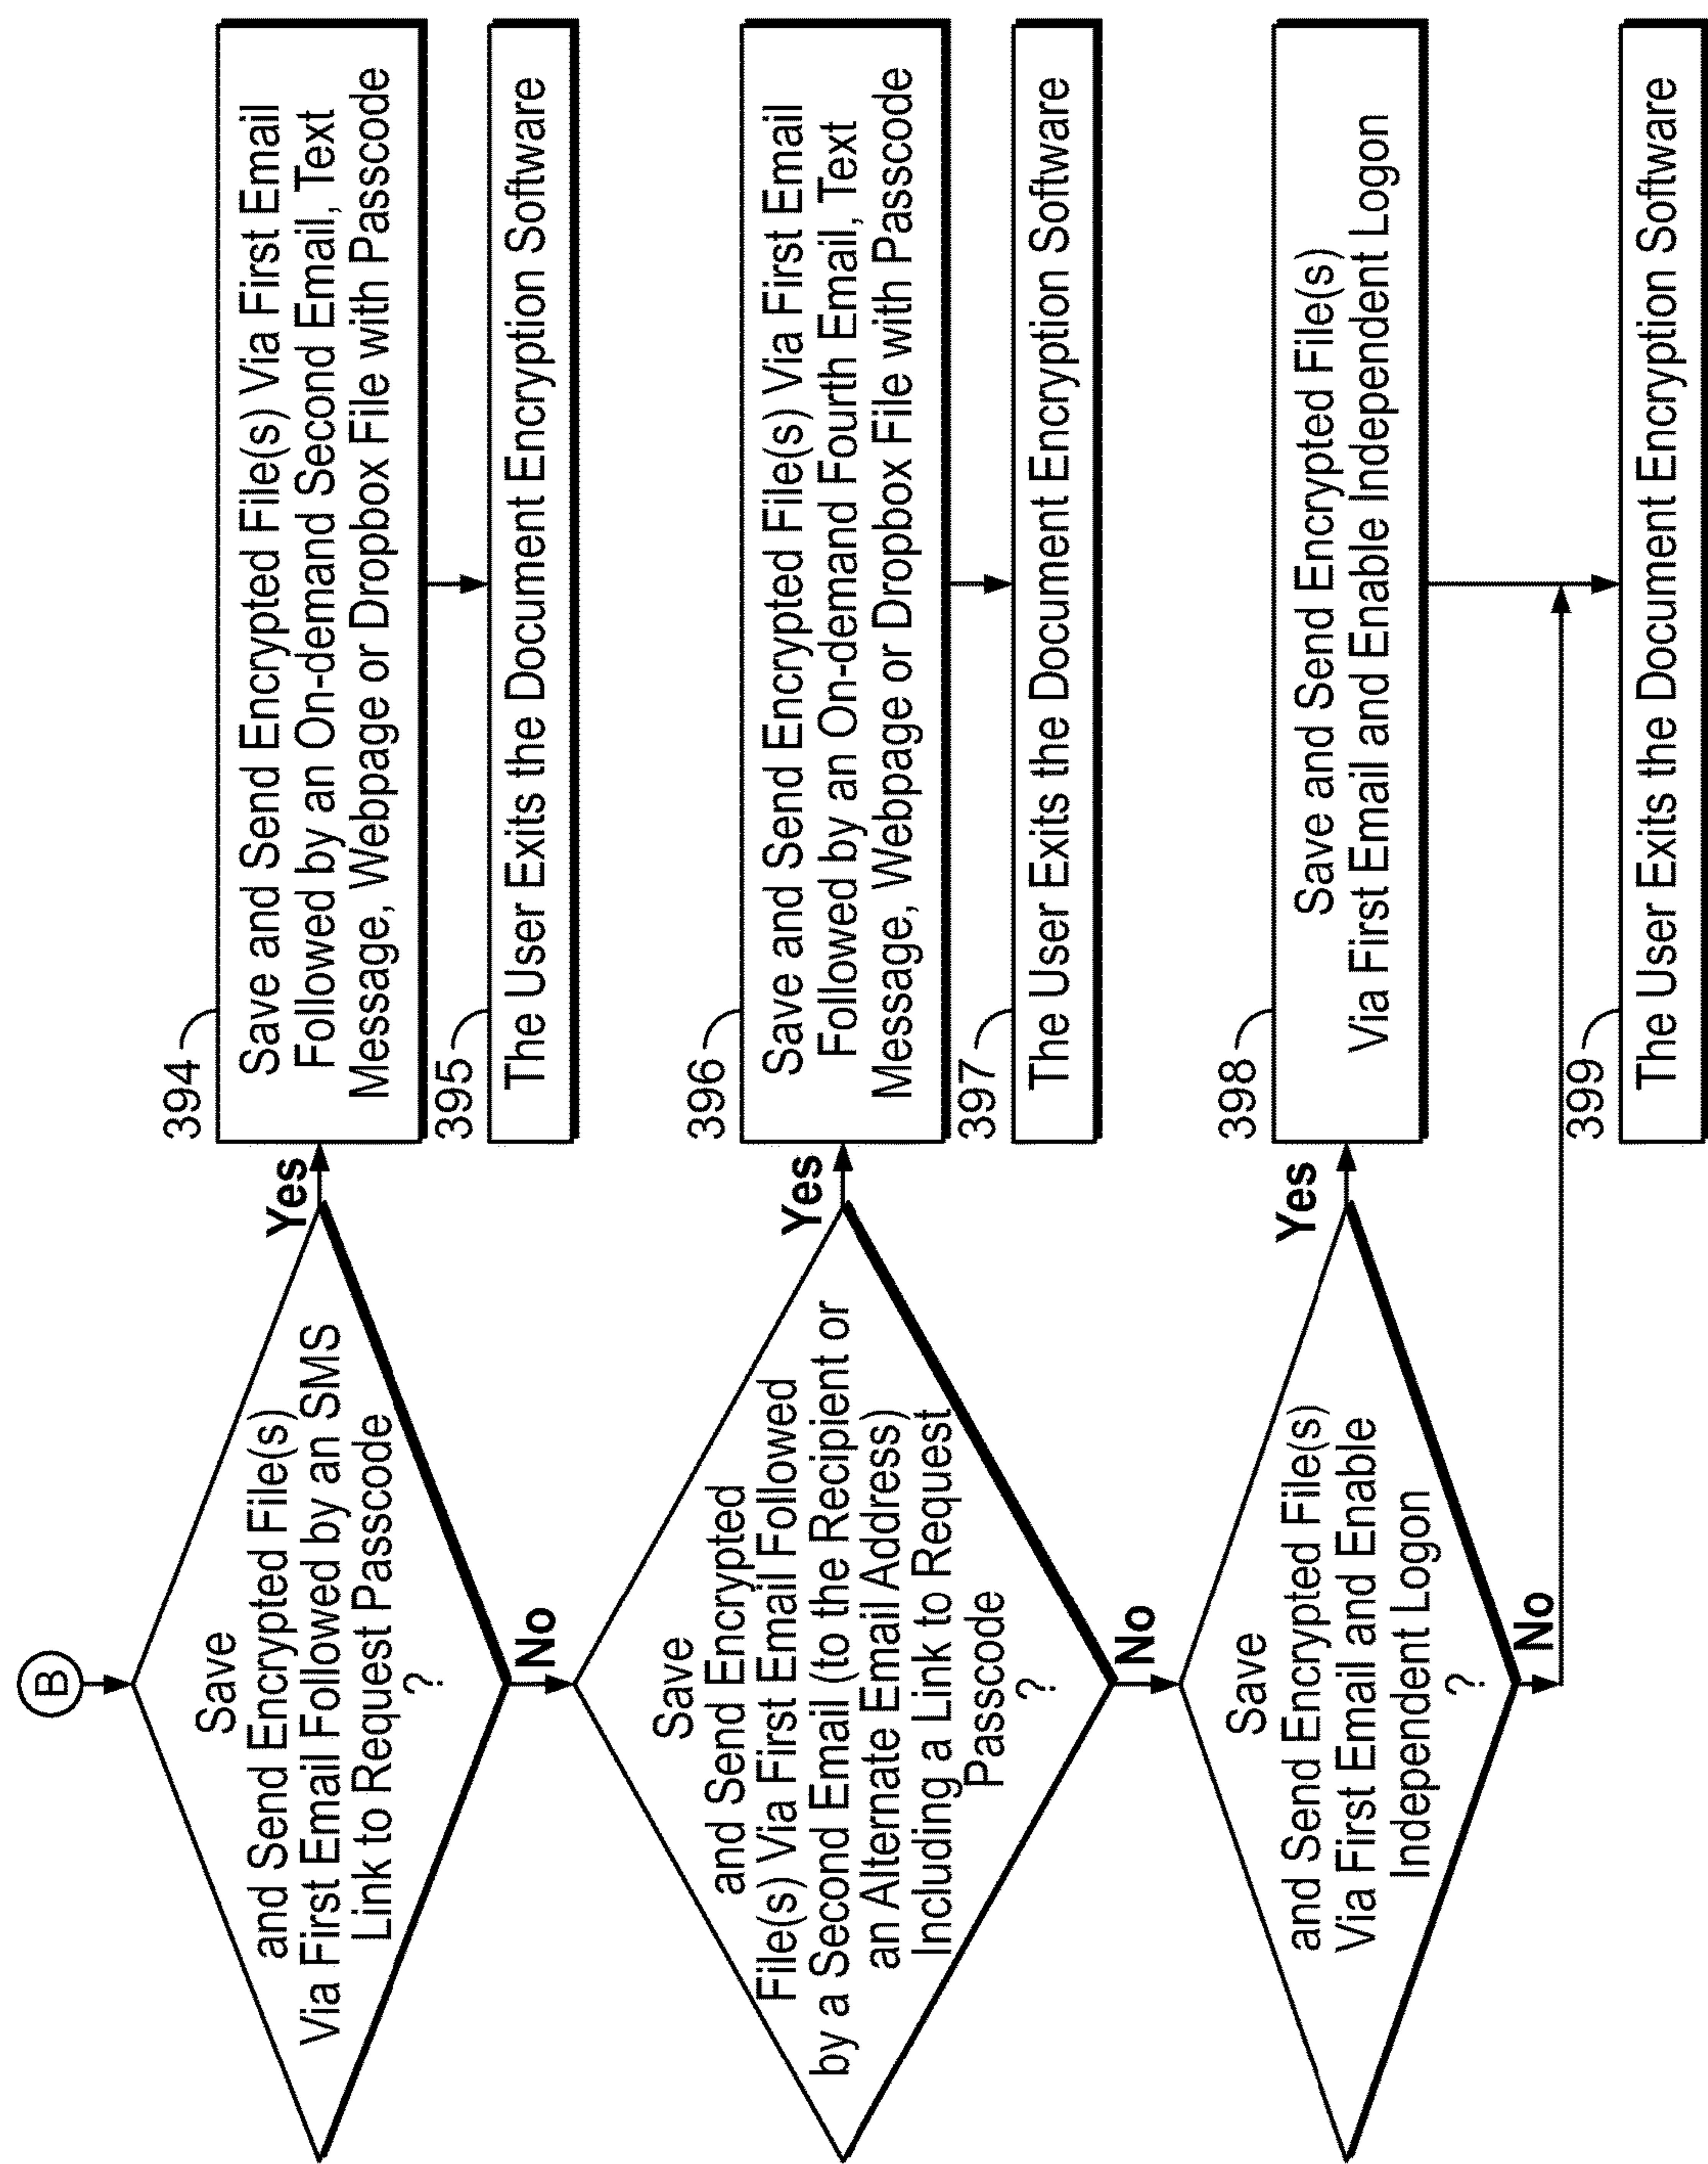 B
Save
and Send Encrypted File(s)
Via First Email Followed by an SMS
Link to Request Passcode
?
Yes
394
Save and Send Encrypted File(s) Via First Email
Followed by an On-demand Second Email, Text
Message, Webpage or Dropbox File with Passcode
395
The User Exits the Document Encryption Software
No
Save
and Send Encrypted
File(s) Via First Email Followed
by a Second Email (to the Recipient or
an Alternate Email Address)
Including a Link to Request
Passcode
?
Yes
396
Save and Send Encrypted File(s) Via First Email
Followed by an On-demand Fourth Email, Text
Message, Webpage or Dropbox File with Passcode
397
The User Exits the Document Encryption Software
No
Save
and Send Encrypted File(s)
Via First Email and Enable
Independent Logon
?
Yes
398
Save and Send Encrypted File(s)
Via First Email and Enable Independent Logon
No
399
The User Exits the Document Encryption Software